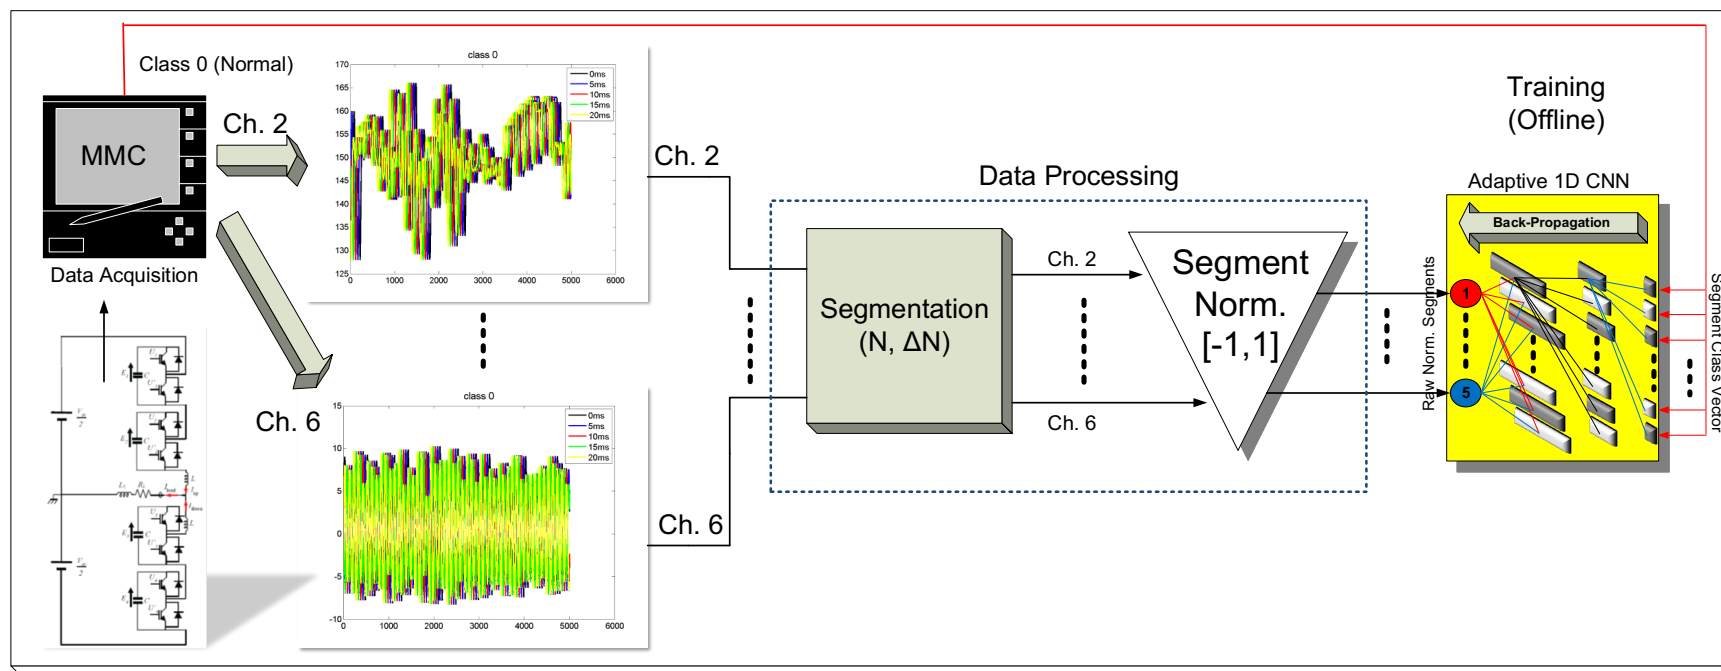 Class 0 (Normal)
MMC
Data Acquisition
Ch. 2
class 0
170
165
160
155
150
145
140
135
130
125
0
1000
2000
3000
4000
5000
6000
0ms
5ms
10ms
15ms
20ms
Ch. 6
class 0
15
10
5
0
-5
-10
0
1000
2000
3000
4000
5000
6000
0ms
5ms
10ms
15ms
20ms
Ch. 2
Ch. 6
Data Processing
Segmentation
(N, ΔN)
Ch. 2
Ch. 6
Segment
Norm.
[-1,1]
Raw Norm. Segments
Training
(Offline)
Adaptive 1D CNN
Back-Propagation
1
5
Segment Class Vector